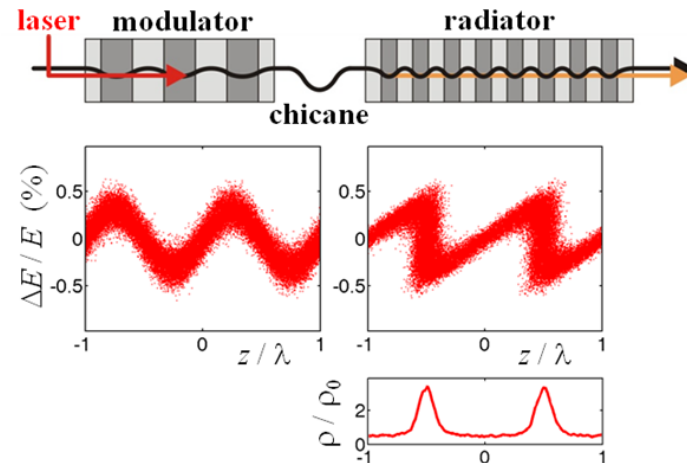 laser modulator radiator
chicane
ΔE / E (%)
0.5
0
-0.5
-1 0 1
z / λ
0.5
0
-0.5
-1 0 1
z / λ
ρ / ρ0
2
0
-1 0 1